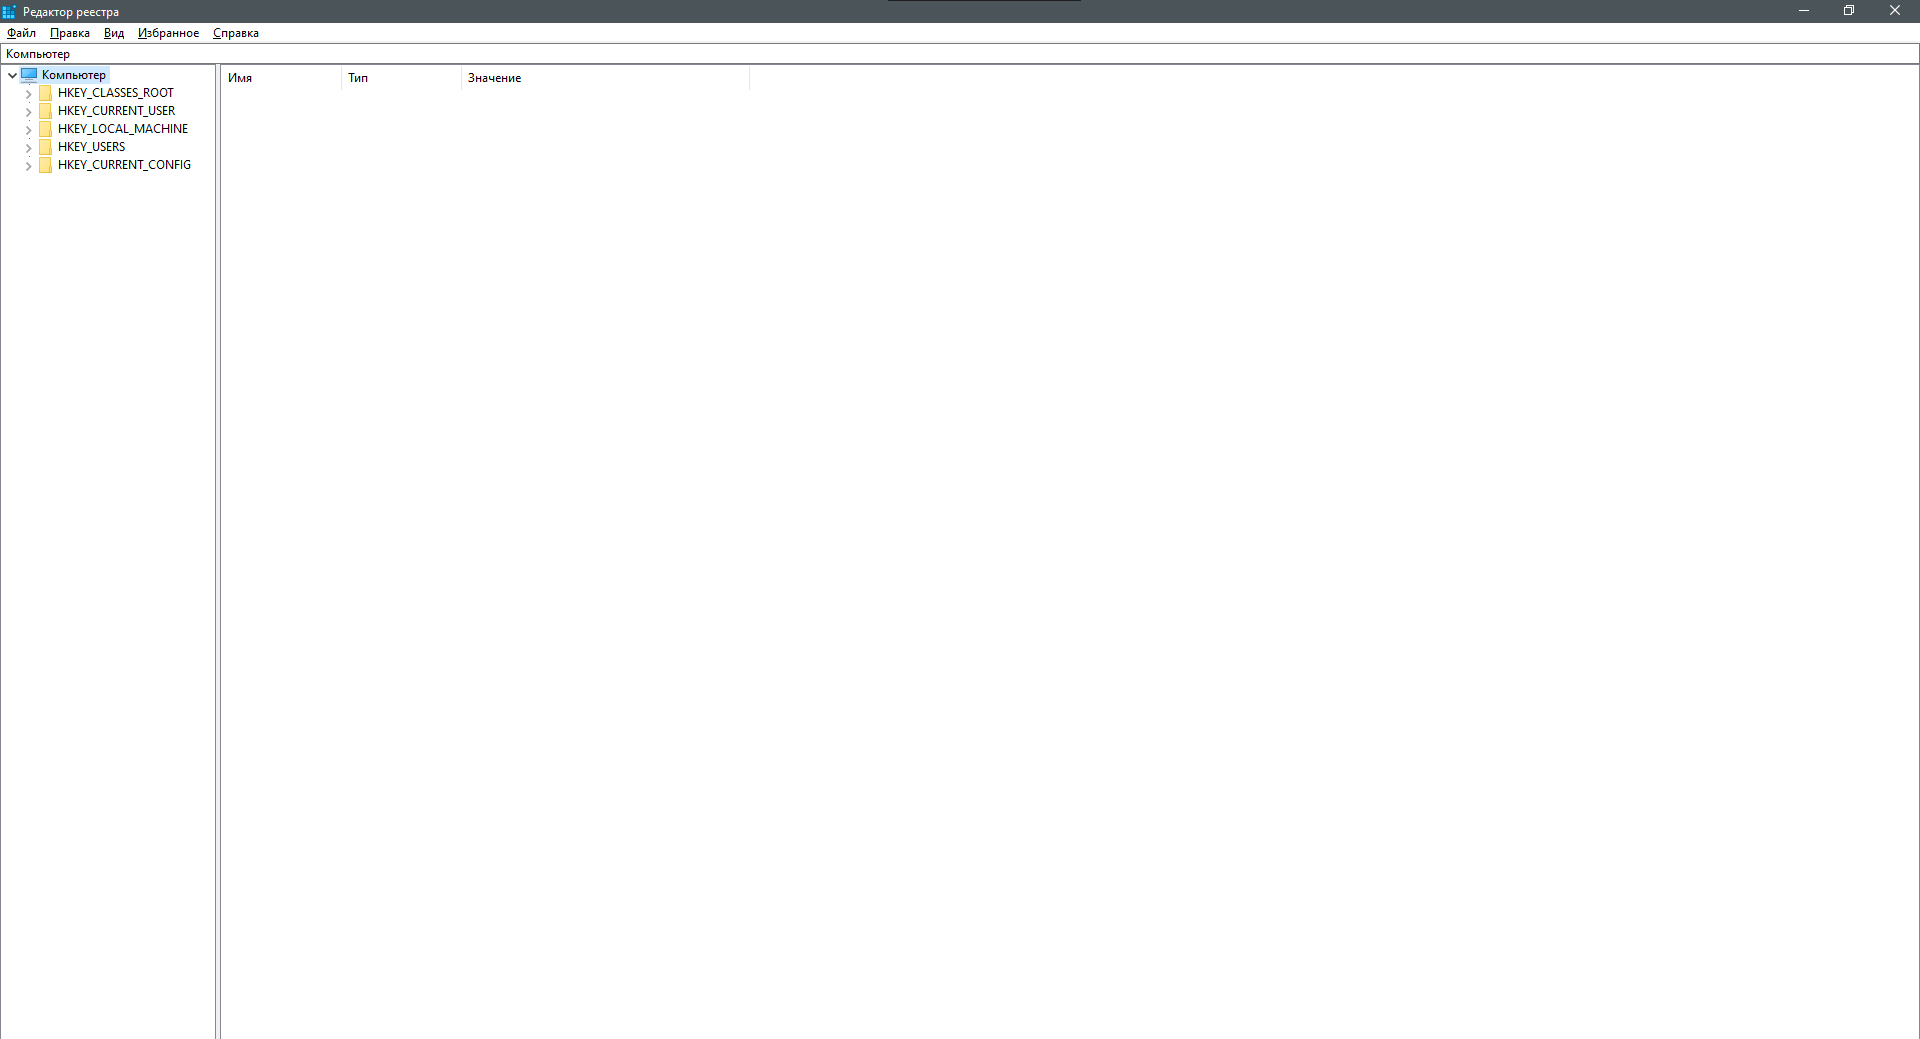 Редактор реестра
Файл Правка Вид Избранное Справка
Компьютер
Компьютер
HKEY_CLASSES_ROOT
HKEY_CURRENT_USER
HKEY_LOCAL_MACHINE
HKEY_USERS
HKEY_CURRENT_CONFIG
Имя Тип Значение